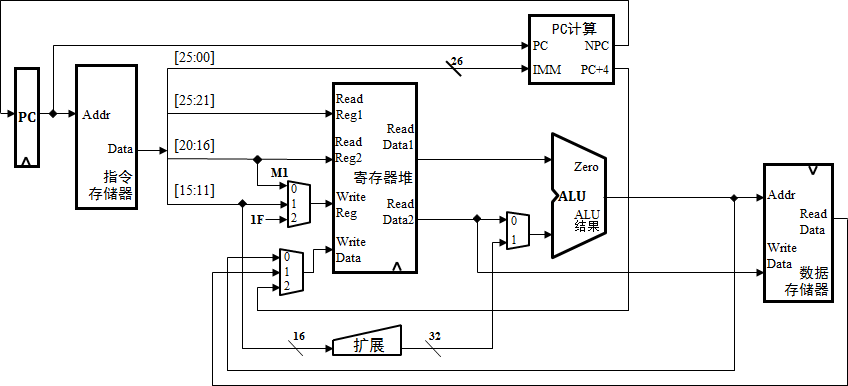 PC计算
PC NPC
IMM PC+4
[25:00]
26
PC
Addr
Data
指令
存储器
[25:21]
[20:16]
[15:11]
M1
0
1
2
1F
0
1
2
Read
Reg1
Read
Reg2
Write
Reg
Write
Data
Read
Data1
寄存器堆
Read
Data2
0
1
Zero
ALU
ALU
结果
Addr
Read
Data
Write
Data
数据
存储器
16
扩展
32